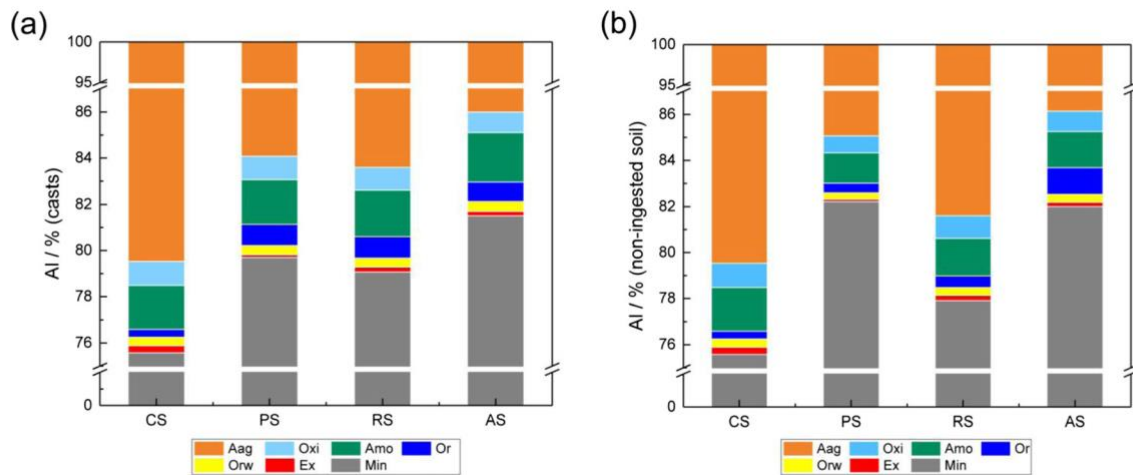 (a)
100
95
86
84
82
80
78
76
0
Al / % (casts)
CS PS RS AS
Aag Oxi Amo Or
Orw Ex Min
(b)
100
95
86
84
82
80
78
76
0
Al / % (non-ingested soil)
CS PS RS AS
Aag Oxi Amo Or
Orw Ex Min